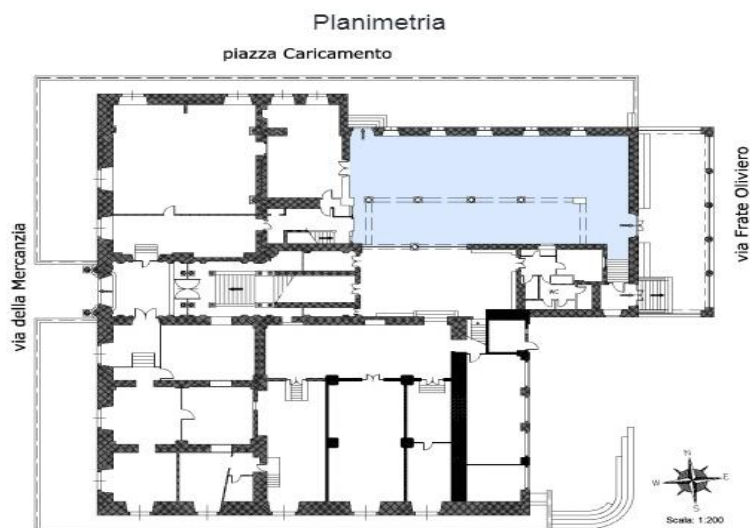 Planimetria
piazza Caricamento
via della Mercanzia
via Frate Oliviero
WC
N
W E
S
Scala: 1:200